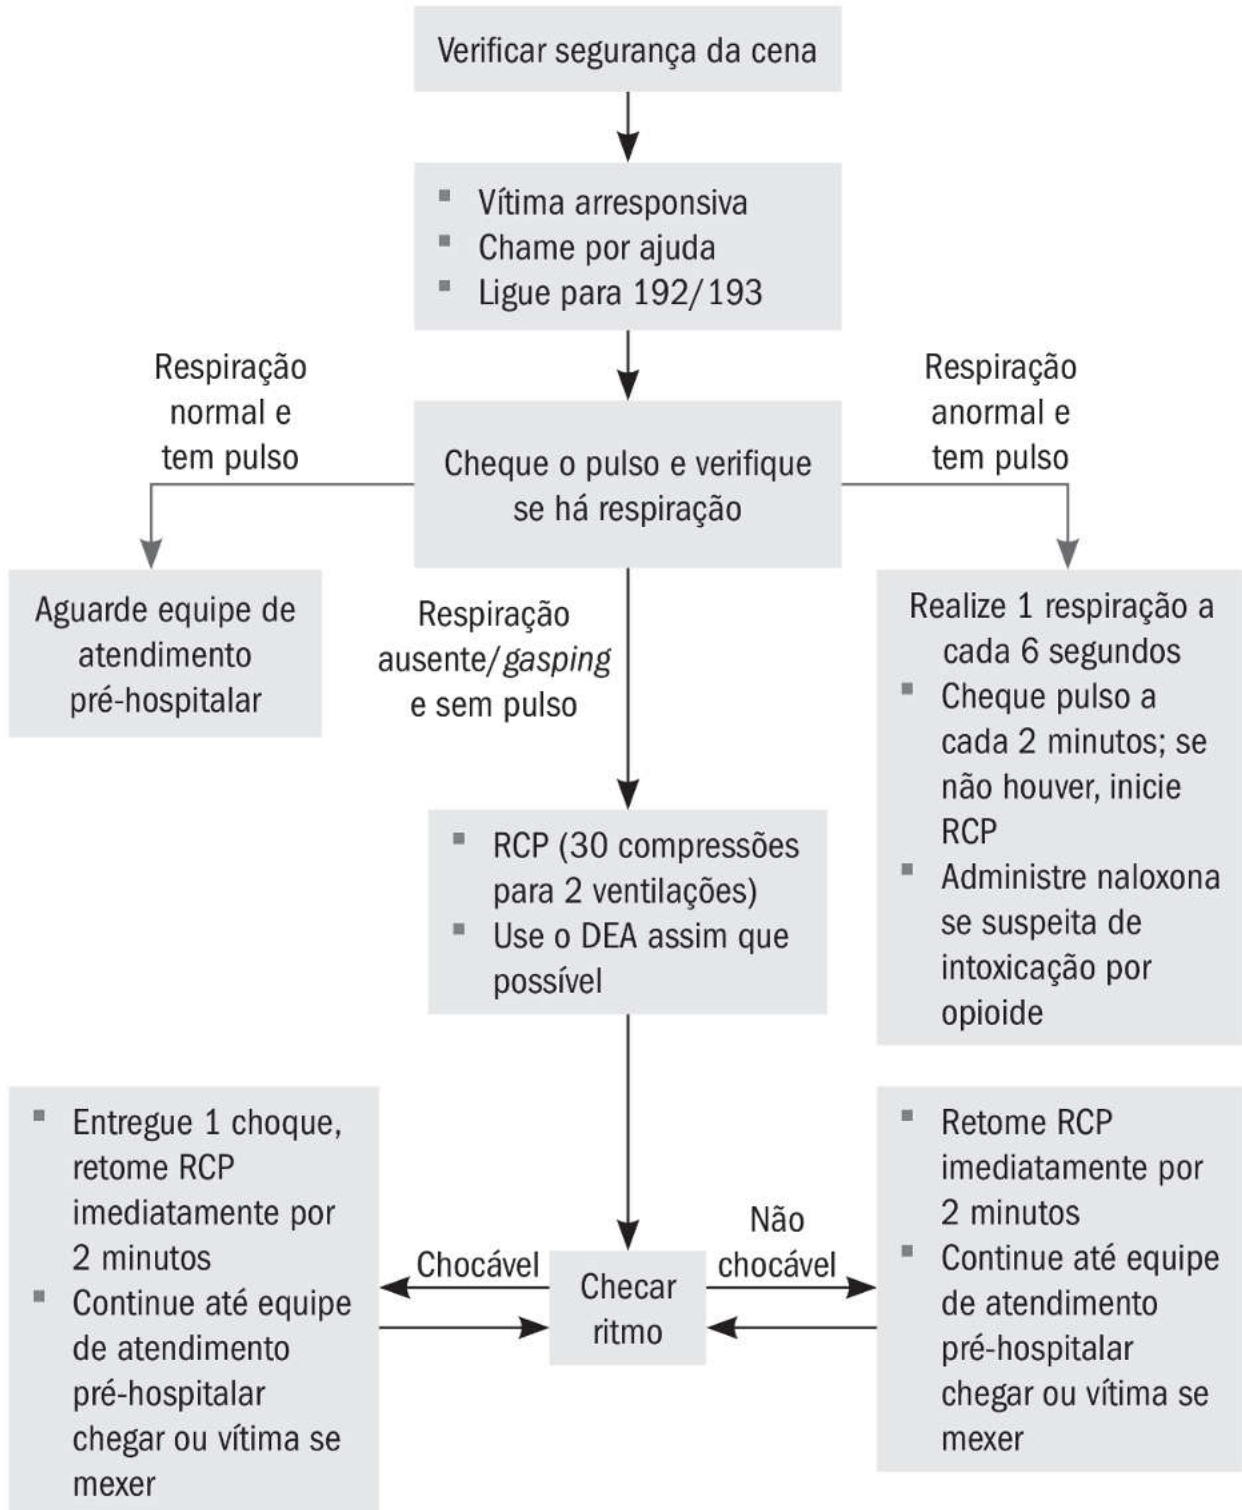 Verificar segurança da cena
▪ Vítima arresponsiva
▪ Chame por ajuda
▪ Ligue para 192/193
Respiração
normal e
tem pulso
Cheque o pulso e verifique
se há respiração
Respiração
anormal e
tem pulso
Aguarde equipe de
atendimento
pré-hospitalar
Respiração
ausente/gasping
e sem pulso
Realize 1 respiração a
cada 6 segundos
▪ Cheque pulso a
cada 2 minutos; se
não houver, inicie
RCP
▪ Administre naloxona
se suspeita de
intoxicação por
opioide
▪ RCP (30 compressões
para 2 ventilações)
▪ Use o DEA assim que
possível
▪ Entregue 1 choque,
retome RCP
imediatamente por
2 minutos
▪ Continue até equipe
de atendimento
pré-hospitalar
chegar ou vítima se
mexer
Chocável
Checar
ritmo
Não
chocável
▪ Retome RCP
imediatamente por
2 minutos
▪ Continue até equipe
de atendimento
pré-hospitalar
chegar ou vítima se
mexer